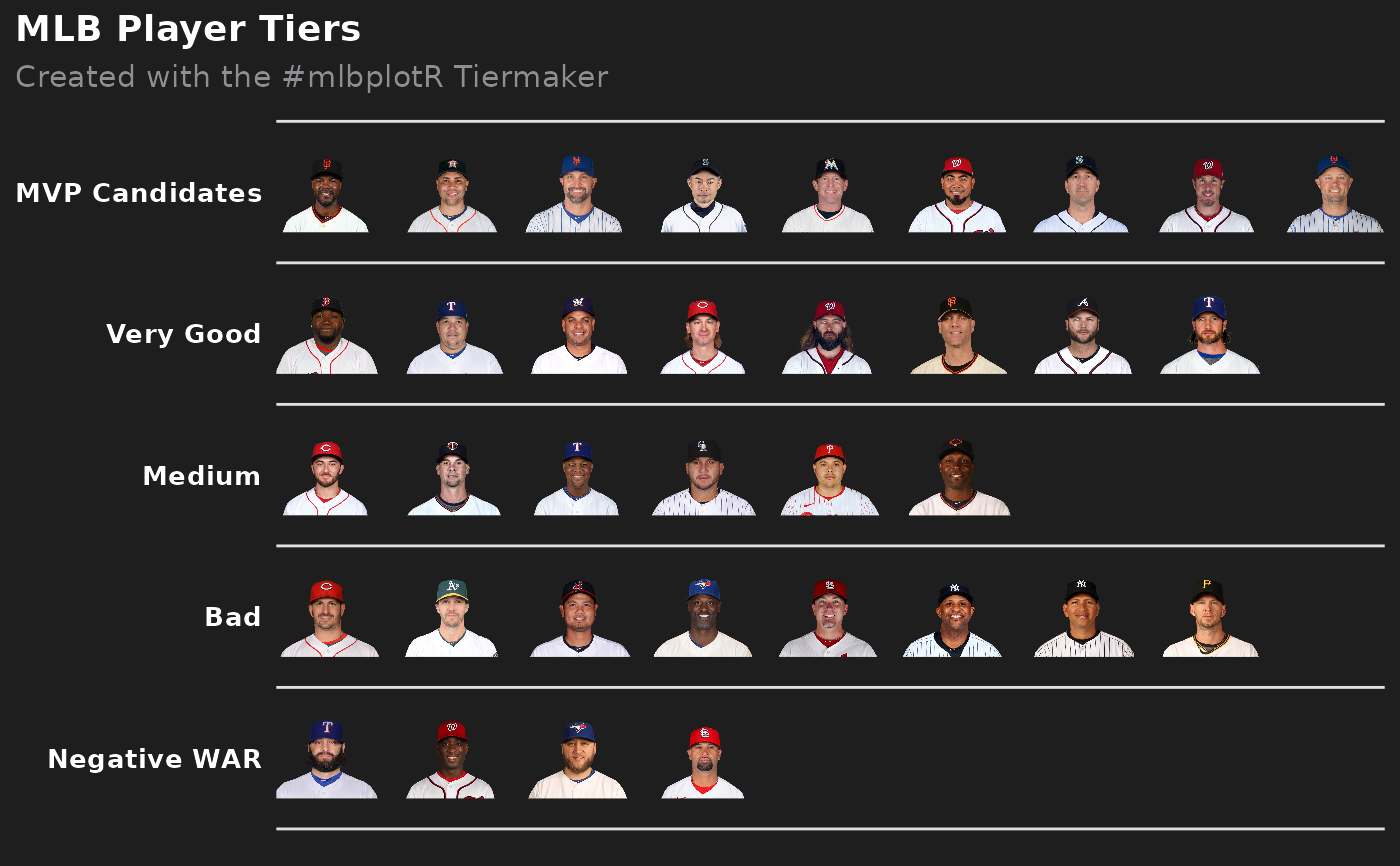 MLB Player Tiers
Created with the #mlbplotR Tiermaker
MVP Candidates
Very Good
Medium
Bad
Negative WAR